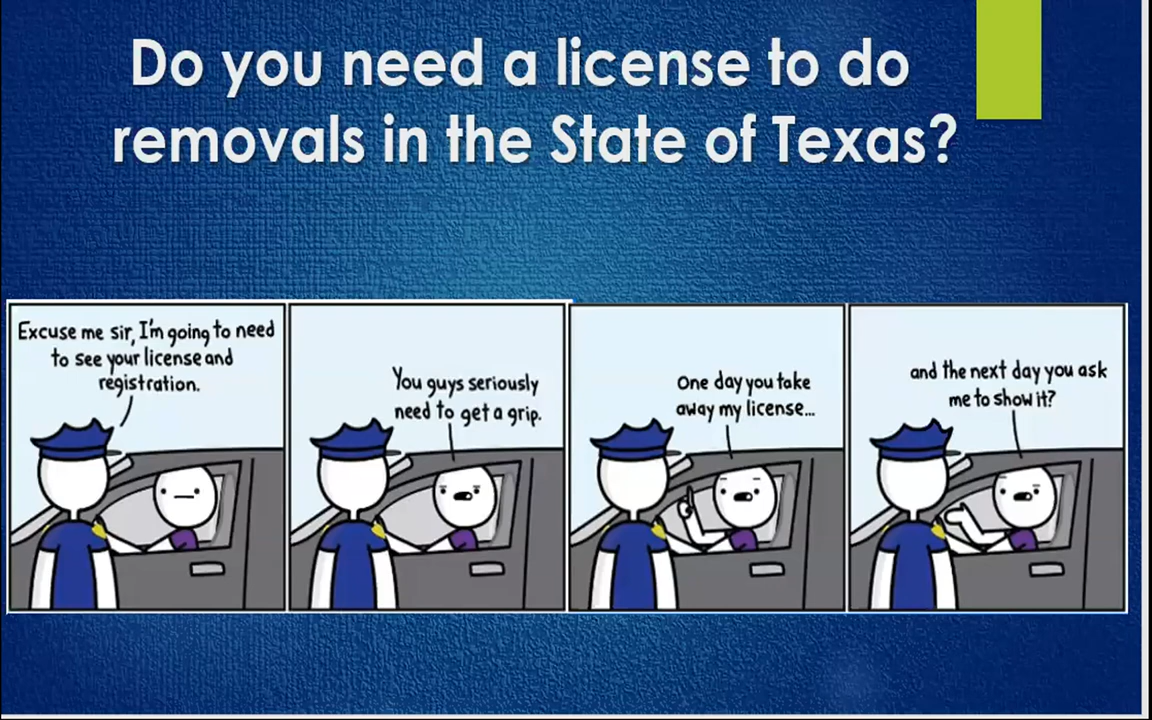 Do you need a license to do
removals in the State of Texas?
Excuse me sir, I'm going to need
to see your license and
registration.
You guys seriously
need to get a grip.
One day you take
away my license...
and the next day you ask
me to show it?